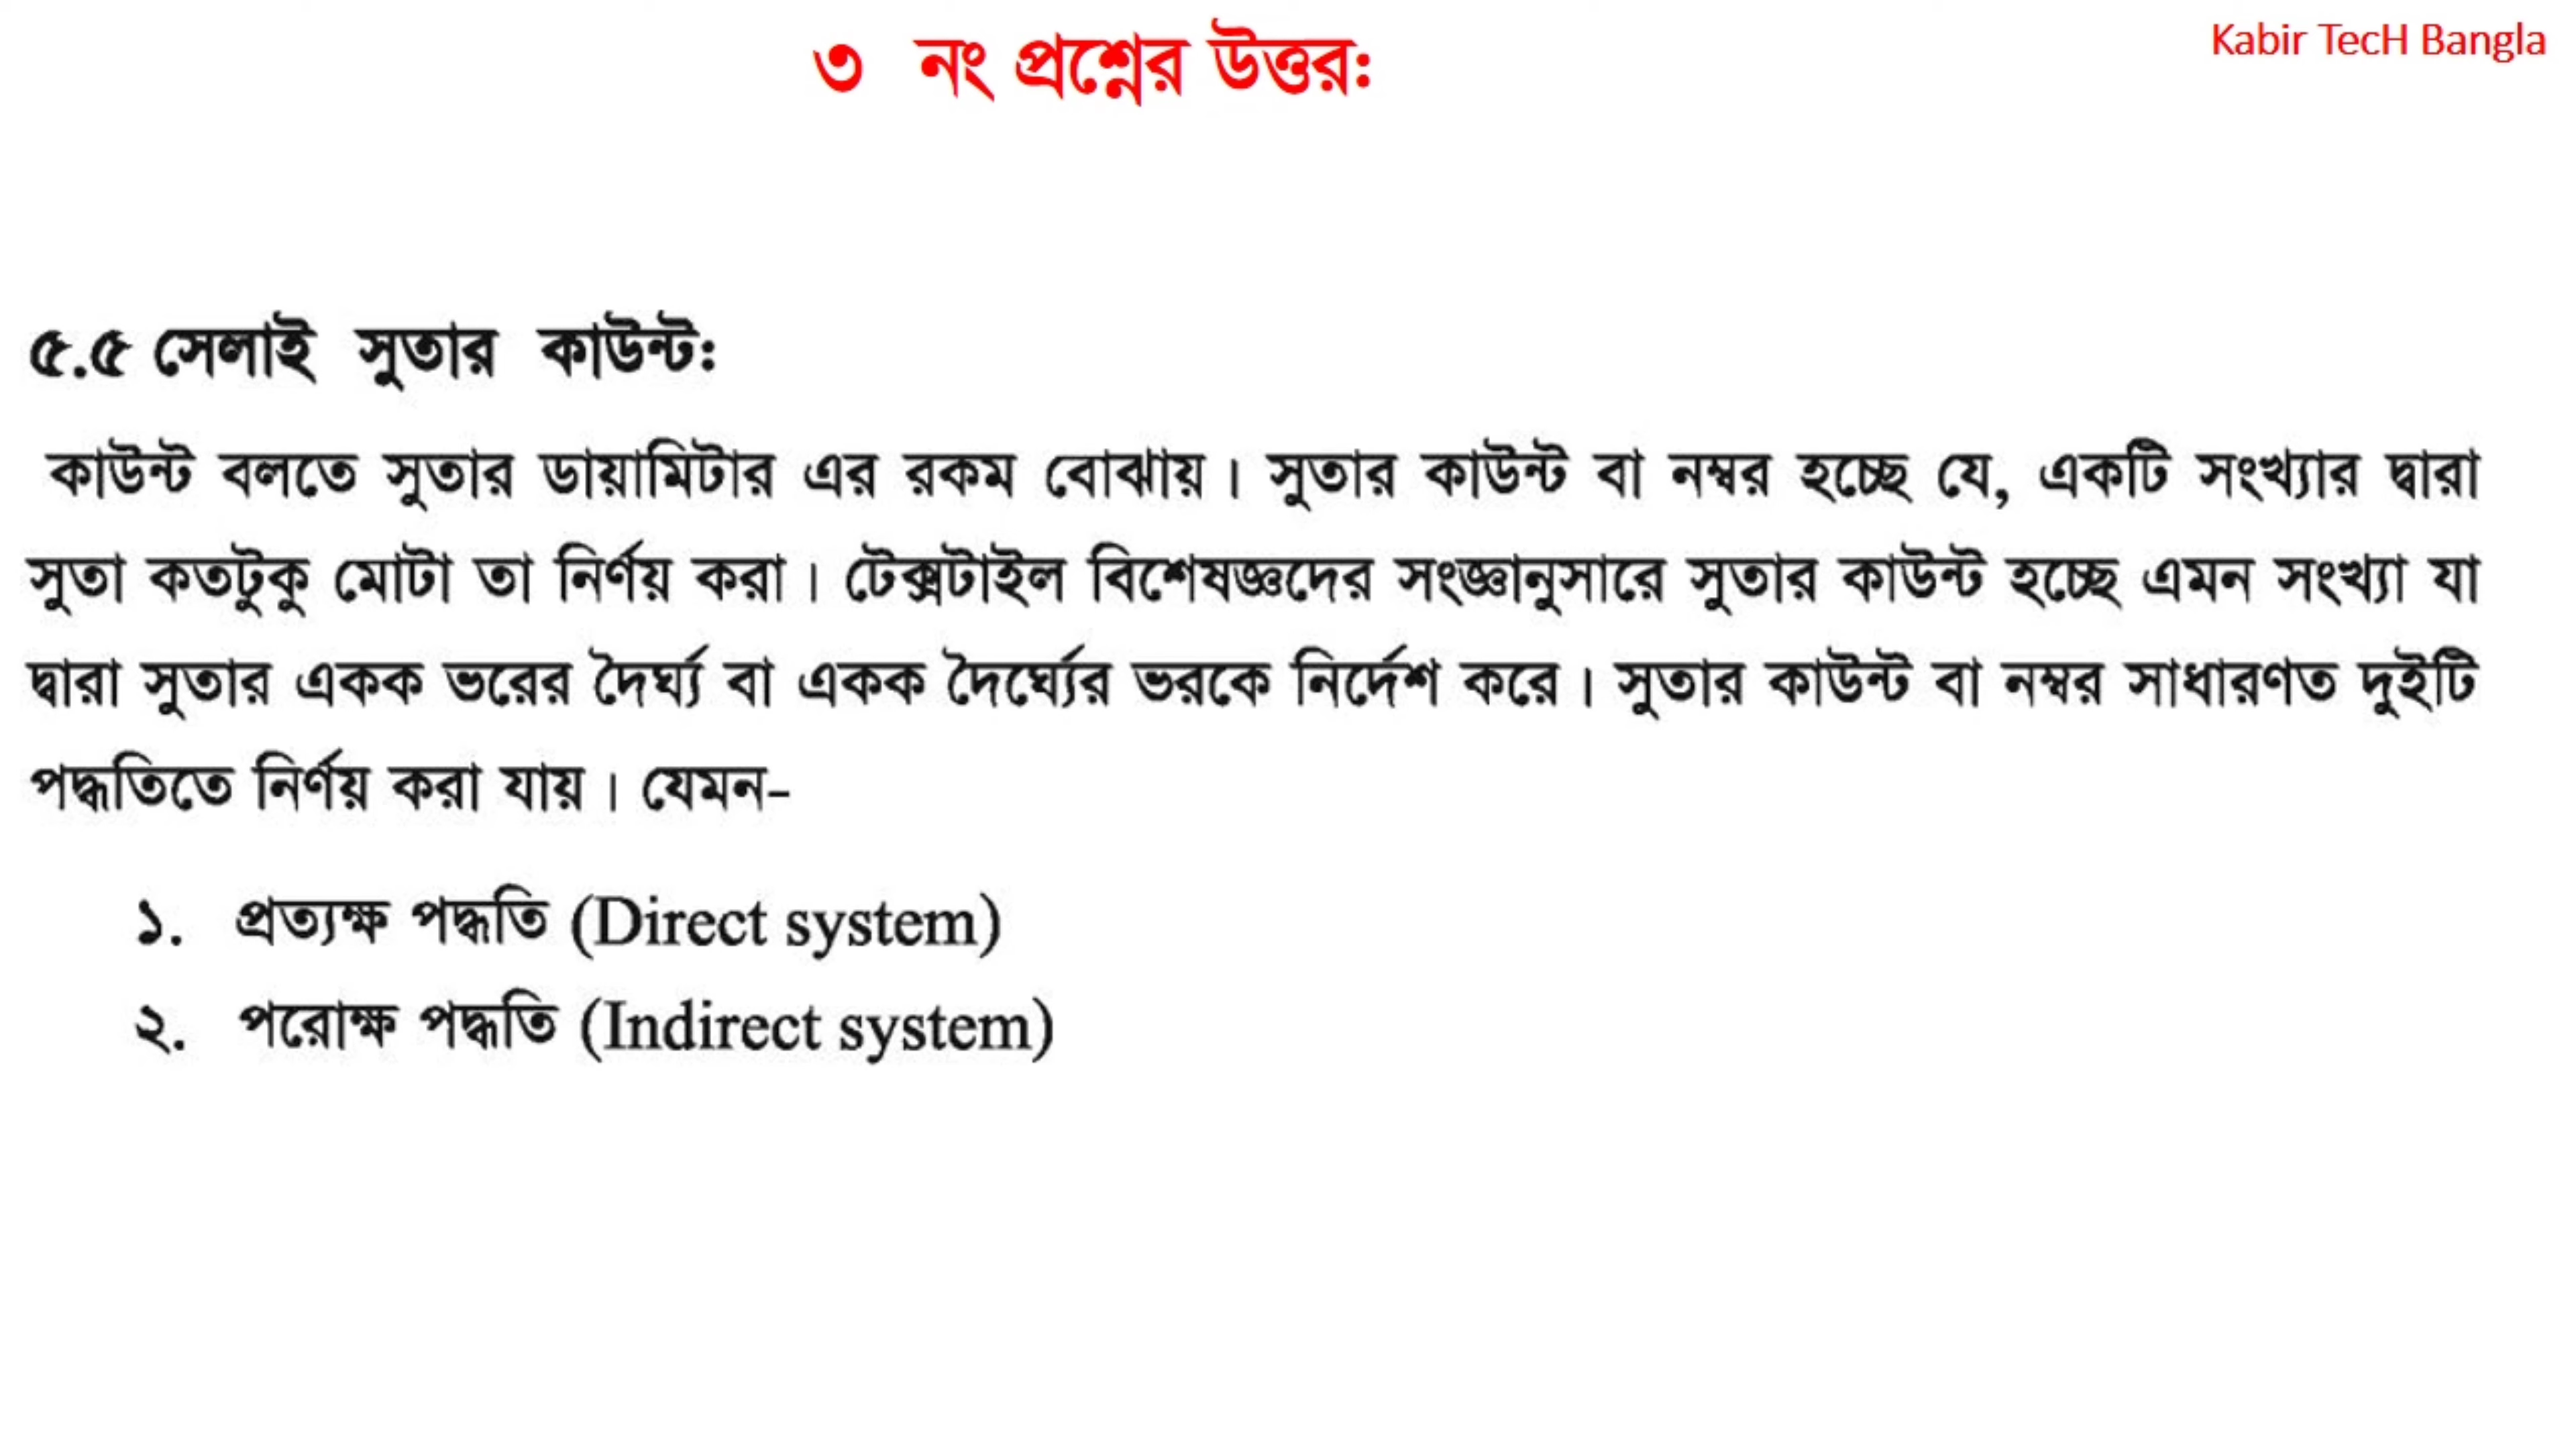 ৩ নং প্রশ্নের উত্তর:
Kabir TecH Bangla
৫.৫ সেলাই সুতার কাউন্ট:
কাউন্ট বলতে সুতার ডায়ামিটার এর রকম বোঝায়। সুতার কাউন্ট বা নম্বর হচ্ছে যে, একটি সংখ্যার দ্বারা
সুতা কতটুকু মোটা তা নির্ণয় করা। টেক্সটাইল বিশেষজ্ঞদের সংজ্ঞানুসারে সুতার কাউন্ট হচ্ছে এমন সংখ্যা যা
দ্বারা সুতার একক ভরের দৈর্ঘ্য বা একক দৈর্ঘ্যের ভরকে নির্দেশ করে। সুতার কাউন্ট বা নম্বর সাধারণত দুইটি
পদ্ধতিতে নির্ণয় করা যায়। যেমন-
১. প্রত্যক্ষ পদ্ধতি (Direct system)
২. পরোক্ষ পদ্ধতি (Indirect system)